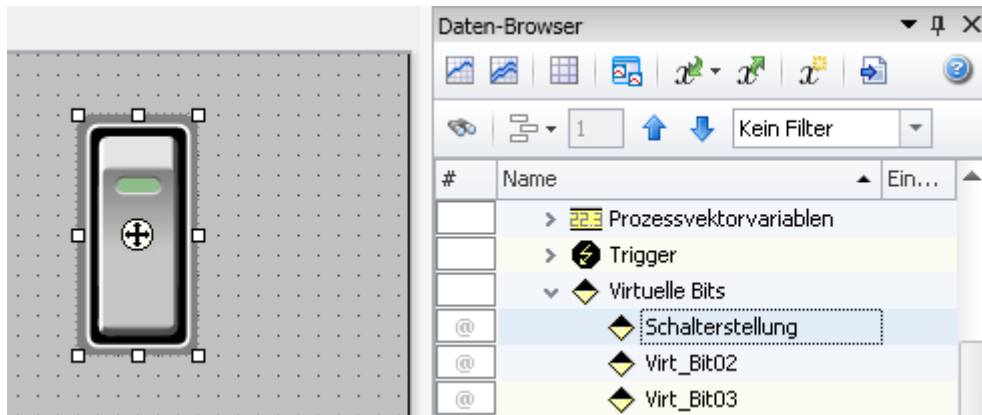 Daten-Browser
1 Kein Filter
# Name Ein...
22.3 Prozessvektorvariablen
Trigger
Virtuelle Bits
@ Schalterstellung
@ Virt_Bit02
@ Virt_Bit03